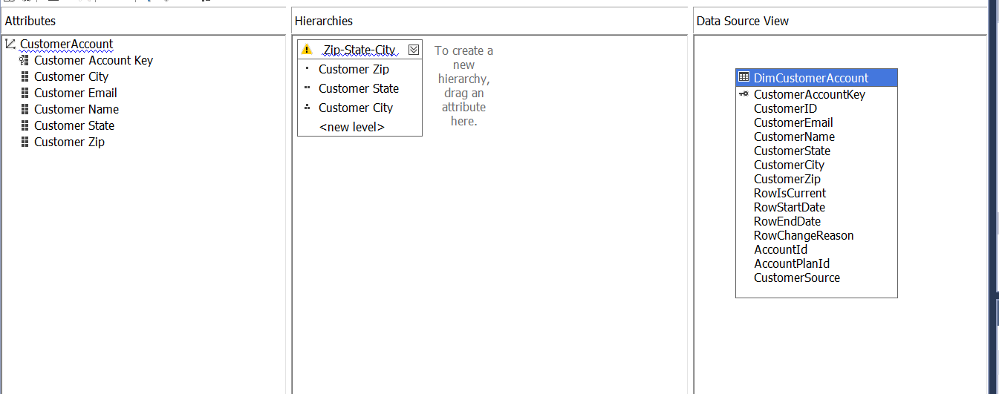 Attributes
CustomerAccount
Customer Account Key
Customer City
Customer Email
Customer Name
Customer State
Customer Zip
Hierarchies
Zip-State-City
Customer Zip
Customer State
Customer City
<new level>
To create a
new
hierarchy,
drag an
attribute
here.
Data Source View
DimCustomerAccount
CustomerAccountKey
CustomerID
CustomerEmail
CustomerName
CustomerState
CustomerCity
CustomerZip
RowIsCurrent
RowStartDate
RowEndDate
RowChangeReason
AccountId
AccountPlanId
CustomerSource